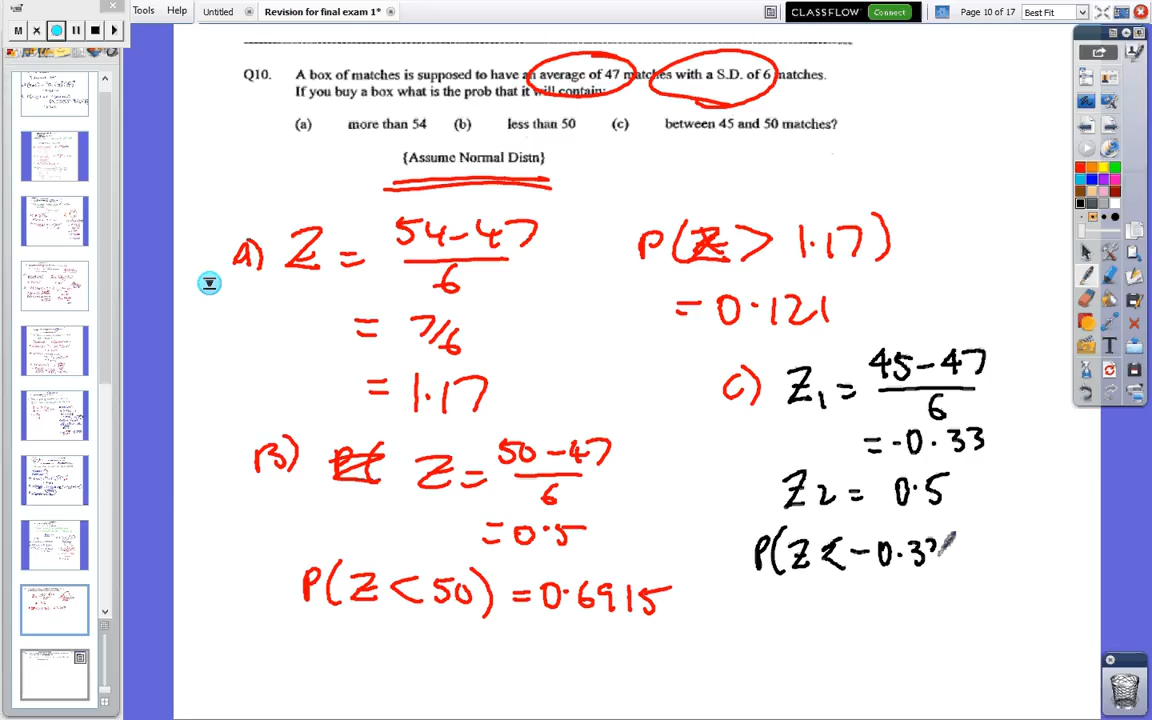 Tools Help Untitled Revision for final exam 1* CLASSFLOW Connect Page 10 of 17 Best Fit
Q10. A box of matches is supposed to have an average of 47 matches with a S.D. of 6 matches.
If you buy a box what is the prob that it will contain:
(a) more than 54 (b) less than 50 (c) between 45 and 50 matches?
{Assume Normal Distn}
A) Z = 54-47 / 6
= 7/6
= 1.17
P(Z > 1.17)
= 0.121
B) Z = 50-47 / 6
= 0.5
P(Z < 50) = 0.6915
C) Z1 = 45-47 / 6
= -0.33
Z2 = 0.5
P(Z < -0.33